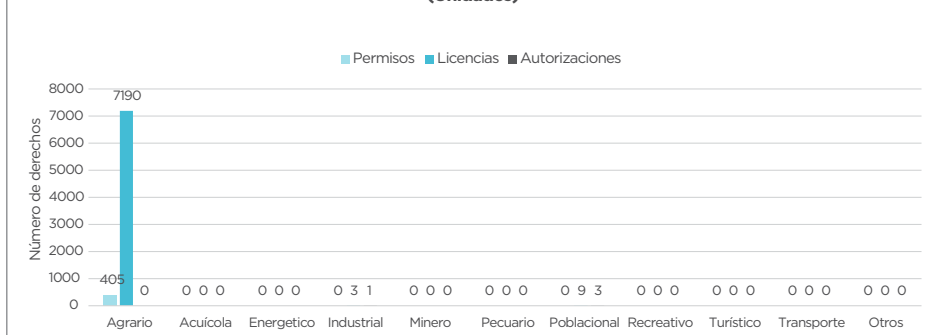 (Unidades)
Permisos Licencias Autorizaciones
Número de derechos
8000
7000
6000
5000
4000
3000
2000
1000
0
405 7190 0
0 0 0
0 0 0
0 3 1
0 0 0
0 0 0
0 9 3
0 0 0
0 0 0
0 0 0
0 0 0
Agrario Acuícola Energetico Industrial Minero Pecuario Poblacional Recreativo Turístico Transporte Otros